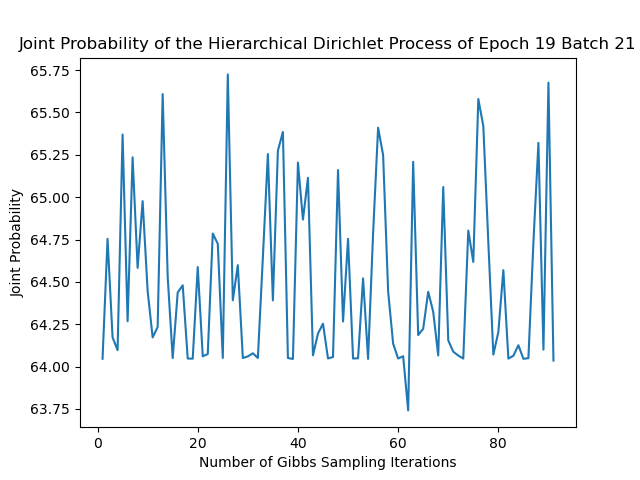 Joint Probability of the Hierarchical Dirichlet Process of Epoch 19 Batch 21
65.75
65.50
65.25
65.00
64.75
64.50
64.25
64.00
63.75
Joint Probability
0 20 40 60 80
Number of Gibbs Sampling Iterations